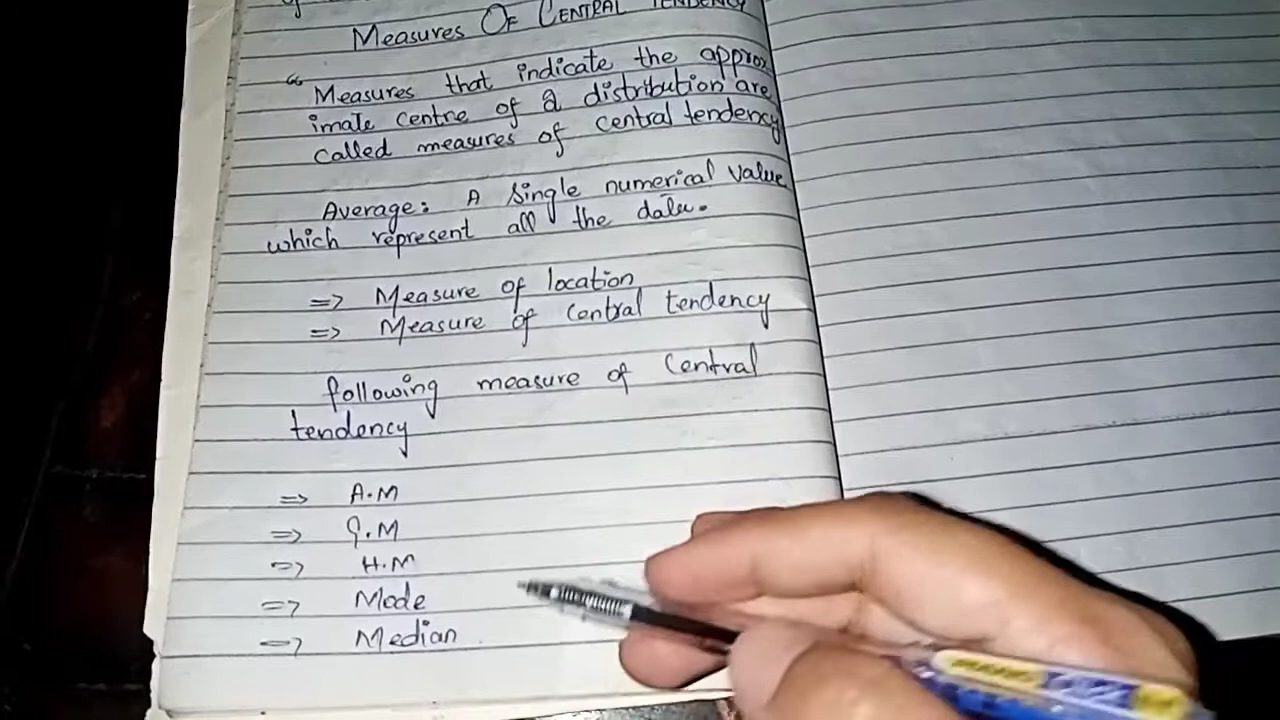 Measures Of Central Tendency
“ Measures that indicate the approx
imate centre of a distribution are
called measures of central tendency
Average: A single numerical value
which represent all the data.
=> Measure of location
=> Measure of central tendency
following measure of Central
tendency
=> A.M
=> G.M
=> H.M
=> Mode
=> Median